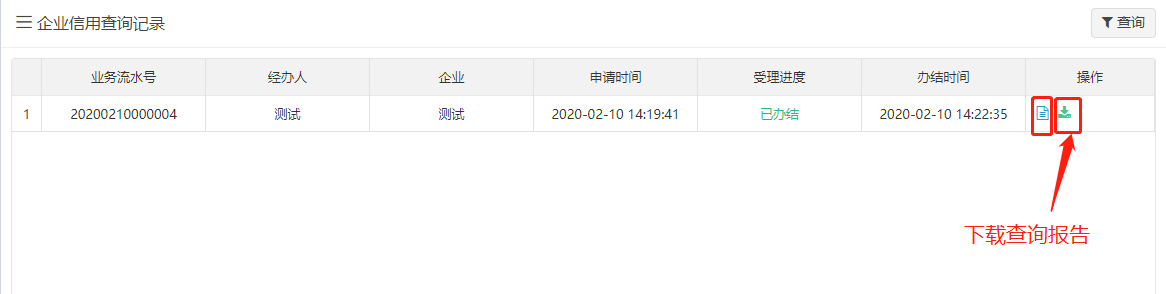 企业信用查询记录
查询
业务流水号 经办人 企业 申请时间 受理进度 办结时间 操作
1 20200210000004 测试 测试 2020-02-10 14:19:41 已办结 2020-02-10 14:22:35
下载查询报告